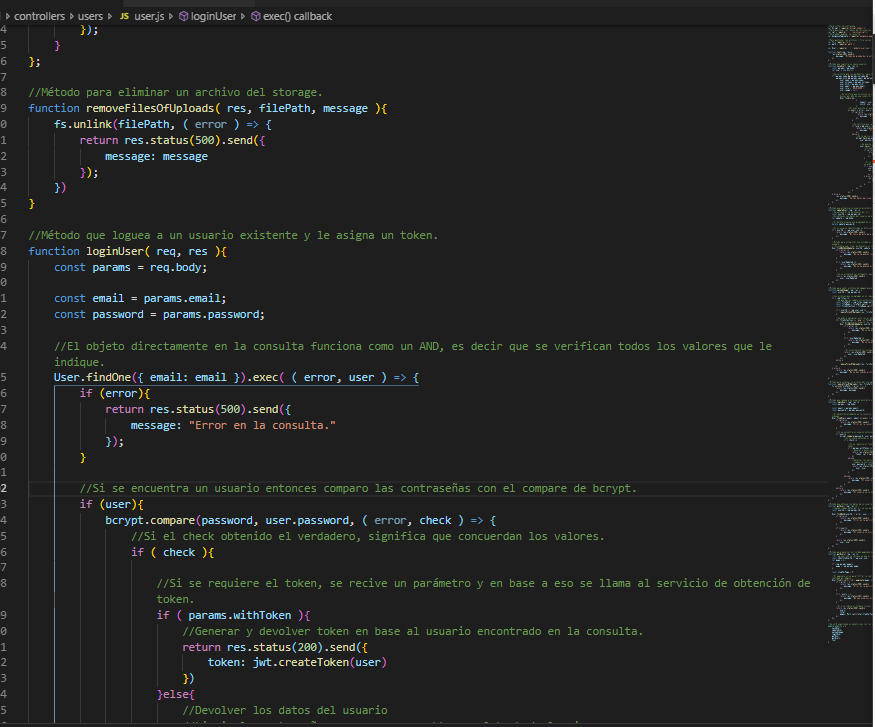 controllers > users > JS user.js > loginUser > exec() callback
4 });
5 }
6 };
7
8 //Método para eliminar un archivo del storage.
9 function removeFilesOfUploads( res, filePath, message ){
0 fs.unlink(filePath, ( error ) => {
1 return res.status(500).send({
2 message: message
3 });
4 })
5 }
6
7 //Método que loguea a un usuario existente y le asigna un token.
8 function loginUser( req, res ){
9 const params = req.body;
0
1 const email = params.email;
2 const password = params.password;
3
4 //El objeto directamente en la consulta funciona como un AND, es decir que se verifican todos los valores que le
indique.
5 User.findOne({ email: email }).exec( ( error, user ) => {
6 if (error){
7 return res.status(500).send({
8 message: "Error en la consulta."
9 });
0 }
1
2 //Si se encuentra un usuario entonces comparo las contraseñas con el compare de bcrypt.
3 if (user){
4 bcrypt.compare(password, user.password, ( error, check ) => {
5 //Si el check obtenido el verdadero, significa que concuerdan los valores.
6 if ( check ){
7
8 //Si se requiere el token, se recive un parámetro y en base a eso se llama al servicio de obtención de
token.
9 if ( params.withToken ){
0 //Generar y devolver token en base al usuario encontrado en la consulta.
1 return res.status(200).send({
2 token: jwt.createToken(user)
3 })
4 }else{
5 //Devolver los datos del usuario